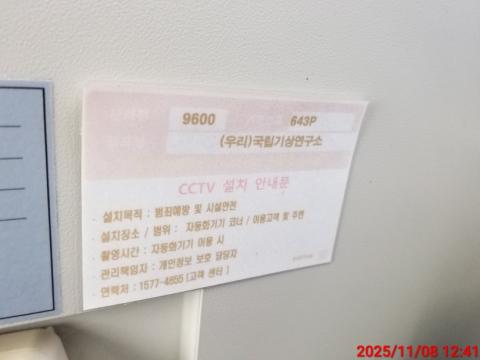 9600 643P
(우리)국립기상연구소
CCTV 설치 안내문
· 설치목적 : 범죄예방 및 시설안전
· 설치장소 / 범위 : 자동화기기 코너 / 이용고객 및 주변
· 촬영시간 : 자동화기기 이용 시
· 관리책임자 : 개인정보 보호 담당자
· 연락처 : 1577-4655 [고객 센터]
2025/11/08 12:41